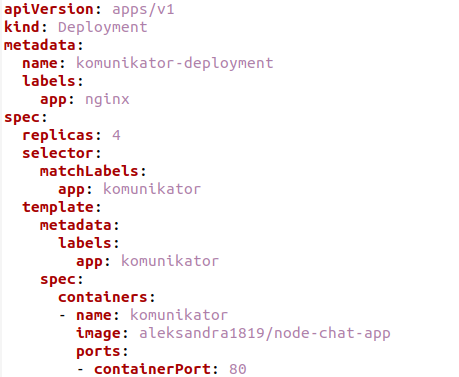 apiVersion: apps/v1
kind: Deployment
metadata:
  name: komunikator-deployment
  labels:
    app: nginx
spec:
  replicas: 4
  selector:
    matchLabels:
      app: komunikator
  template:
    metadata:
      labels:
        app: komunikator
    spec:
      containers:
      - name: komunikator
        image: aleksandra1819/node-chat-app
        ports:
        - containerPort: 80